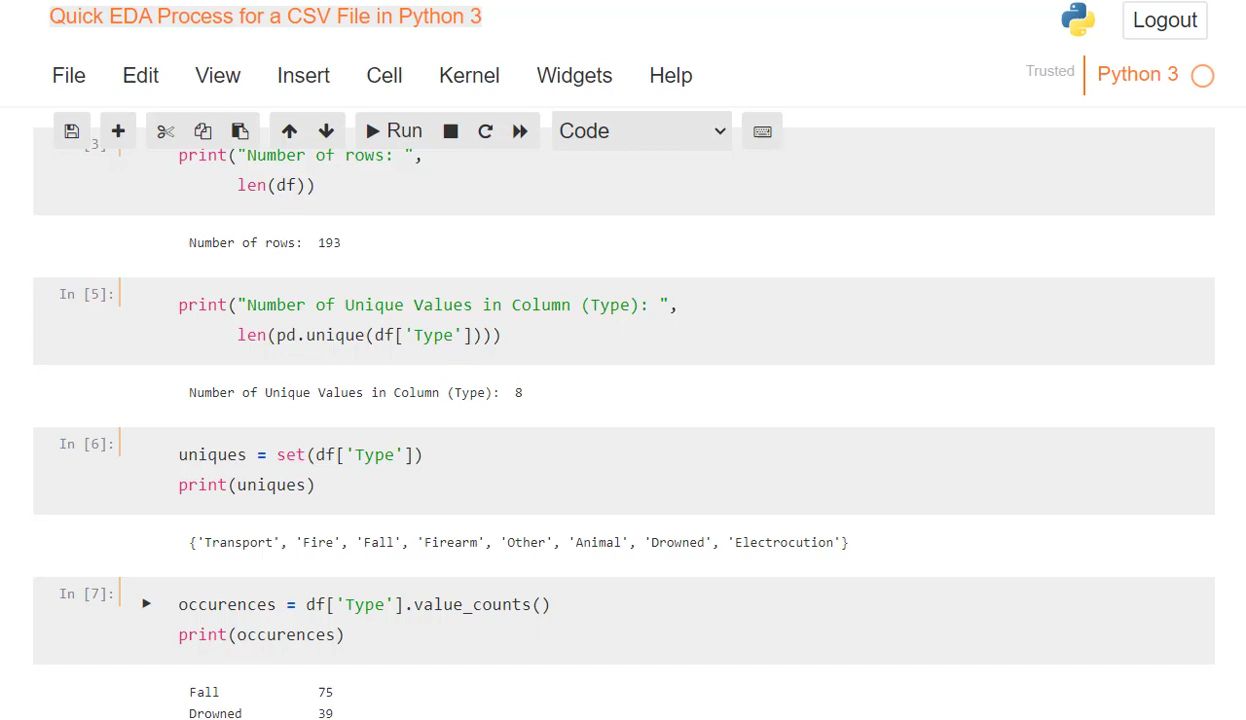 Quick EDA Process for a CSV File in Python 3
Logout
File Edit View Insert Cell Kernel Widgets Help
Trusted Python 3
Run Code
[3]
print("Number of rows: ",
len(df))
Number of rows:  193
In [5]:
print("Number of Unique Values in Column (Type): ",
len(pd.unique(df['Type'])))
Number of Unique Values in Column (Type):  8
In [6]:
uniques = set(df['Type'])
print(uniques)
{'Transport', 'Fire', 'Fall', 'Firearm', 'Other', 'Animal', 'Drowned', 'Electrocution'}
In [7]:
occurences = df['Type'].value_counts()
print(occurences)
Fall 75
Drowned 39